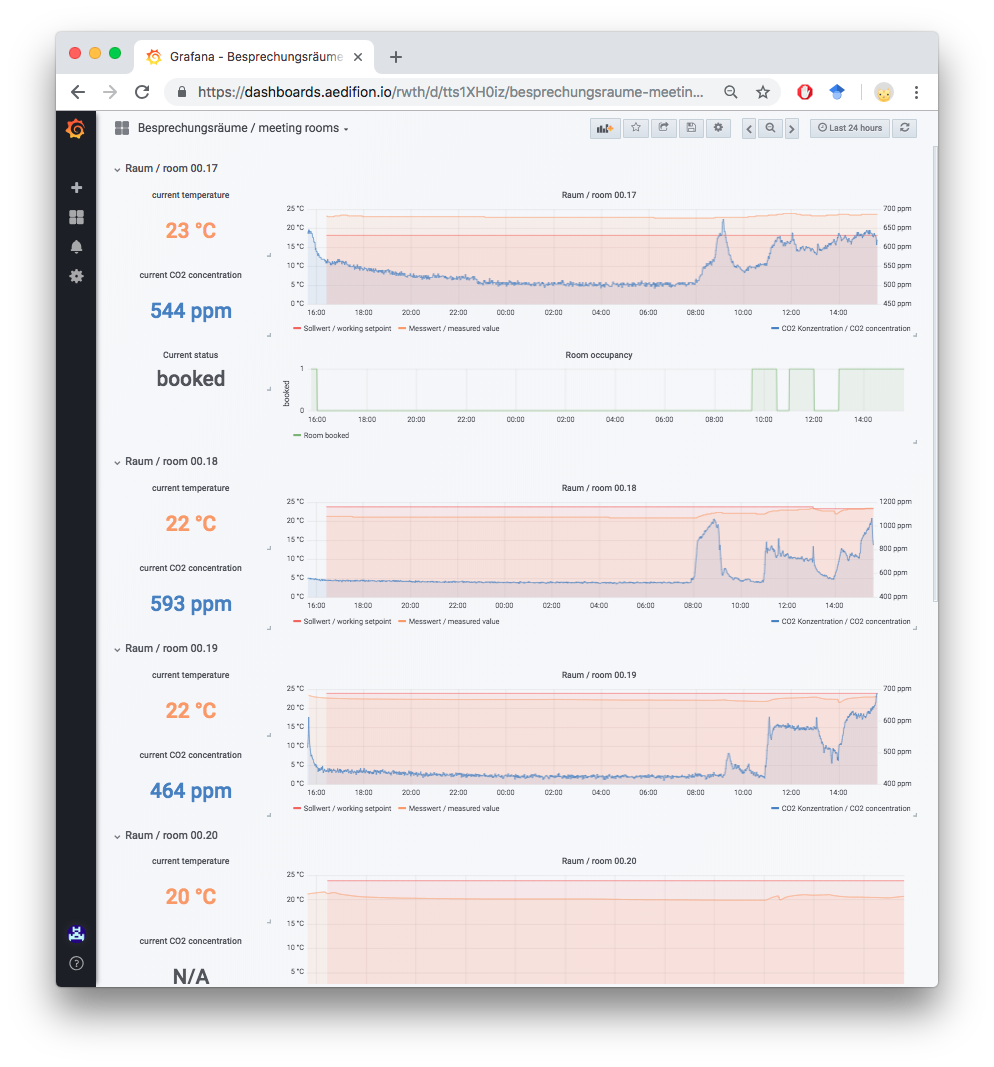 Grafana - Besprechungsräume
https://dashboards.aedifion.io/rwth/d/tts1XH0iz/besprechungsraume-meetin...
Besprechungsräume / meeting rooms
Last 24 hours
Raum / room 00.17
current temperature
23 °C
current CO2 concentration
544 ppm
Raum / room 00.17
25 °C
20 °C
15 °C
10 °C
5 °C
0 °C
700 ppm
650 ppm
600 ppm
550 ppm
500 ppm
450 ppm
16:00 18:00 20:00 22:00 00:00 02:00 04:00 06:00 08:00 10:00 12:00 14:00
Sollwert / working setpoint Messwert / measured value CO2 Konzentration / CO2 concentration
Current status
booked
Room occupancy
booked
1
0
16:00 18:00 20:00 22:00 00:00 02:00 04:00 06:00 08:00 10:00 12:00 14:00
Room booked
Raum / room 00.18
current temperature
22 °C
current CO2 concentration
593 ppm
Raum / room 00.18
25 °C
20 °C
15 °C
10 °C
5 °C
0 °C
1200 ppm
1000 ppm
800 ppm
600 ppm
400 ppm
16:00 18:00 20:00 22:00 00:00 02:00 04:00 06:00 08:00 10:00 12:00 14:00
Sollwert / working setpoint Messwert / measured value CO2 Konzentration / CO2 concentration
Raum / room 00.19
current temperature
22 °C
current CO2 concentration
464 ppm
Raum / room 00.19
25 °C
20 °C
15 °C
10 °C
5 °C
0 °C
700 ppm
600 ppm
500 ppm
400 ppm
16:00 18:00 20:00 22:00 00:00 02:00 04:00 06:00 08:00 10:00 12:00 14:00
Sollwert / working setpoint Messwert / measured value CO2 Konzentration / CO2 concentration
Raum / room 00.20
current temperature
20 °C
current CO2 concentration
N/A
Raum / room 00.20
25 °C
20 °C
15 °C
10 °C
5 °C